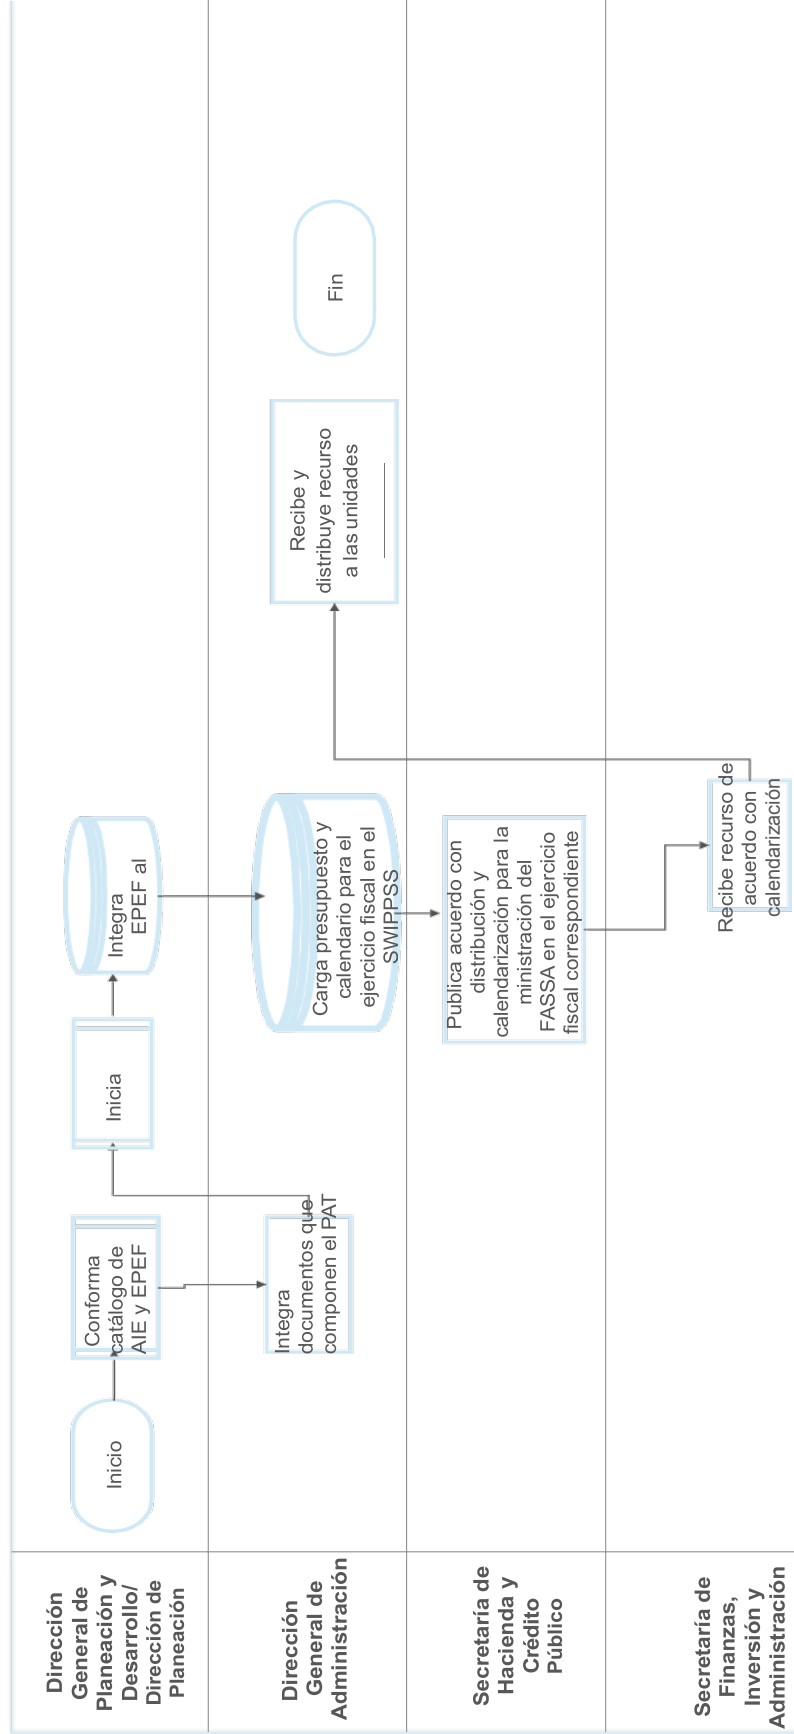 Dirección
General de
Planeación y
Desarrollo/
Dirección de
Planeación
Inicio
Conforma
catálogo de
AIE y EPEF
Inicia
Integra
EPEF al
Dirección
General de
Administración
Integra
documentos que
componen el PAT
Carga presupuesto y
calendario para el
ejercicio fiscal en el
SWIPPSS
Recibe y
distribuye recurso
a las unidades
Fin
Secretaría de
Hacienda y
Crédito
Público
Publica acuerdo con
distribución y
calendarización para la
ministración del
FASSA en el ejercicio
fiscal correspondiente
Secretaría de
Finanzas,
Inversión y
Administración
Recibe recurso de
acuerdo con
calendarización